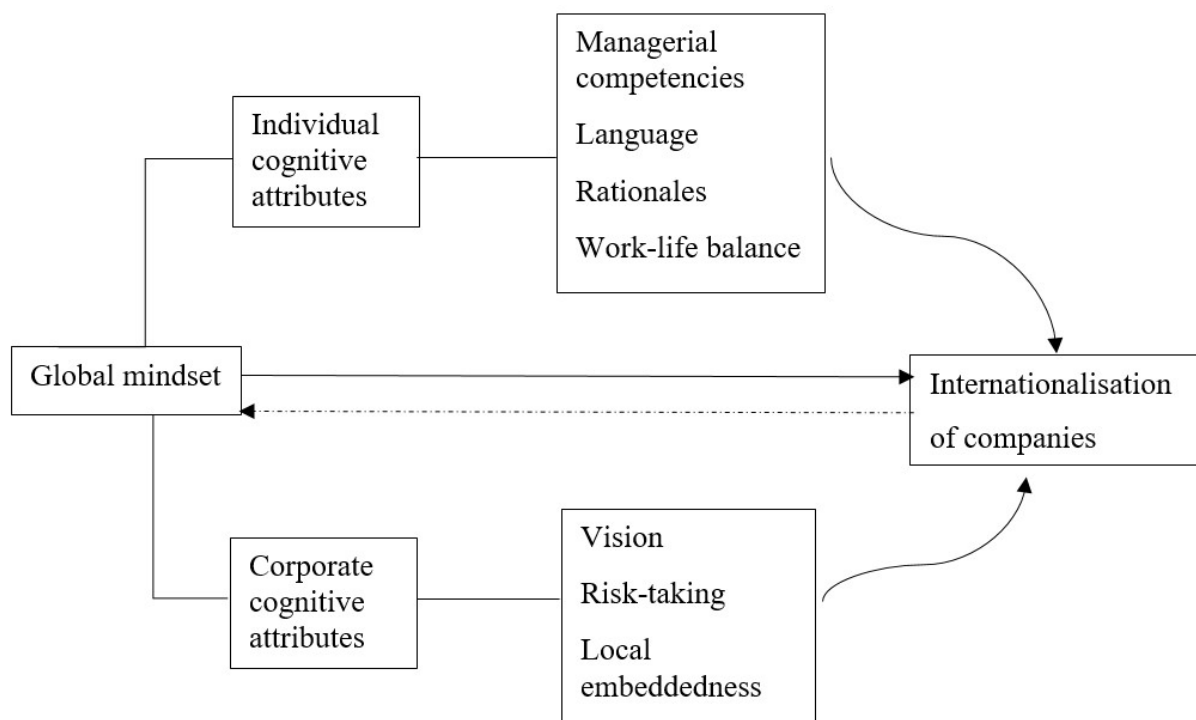 Managerial
competencies
Language
Rationales
Work-life balance
Individual
cognitive
attributes
Global mindset
Internationalisation
of companies
Corporate
cognitive
attributes
Vision
Risk-taking
Local
embeddedness